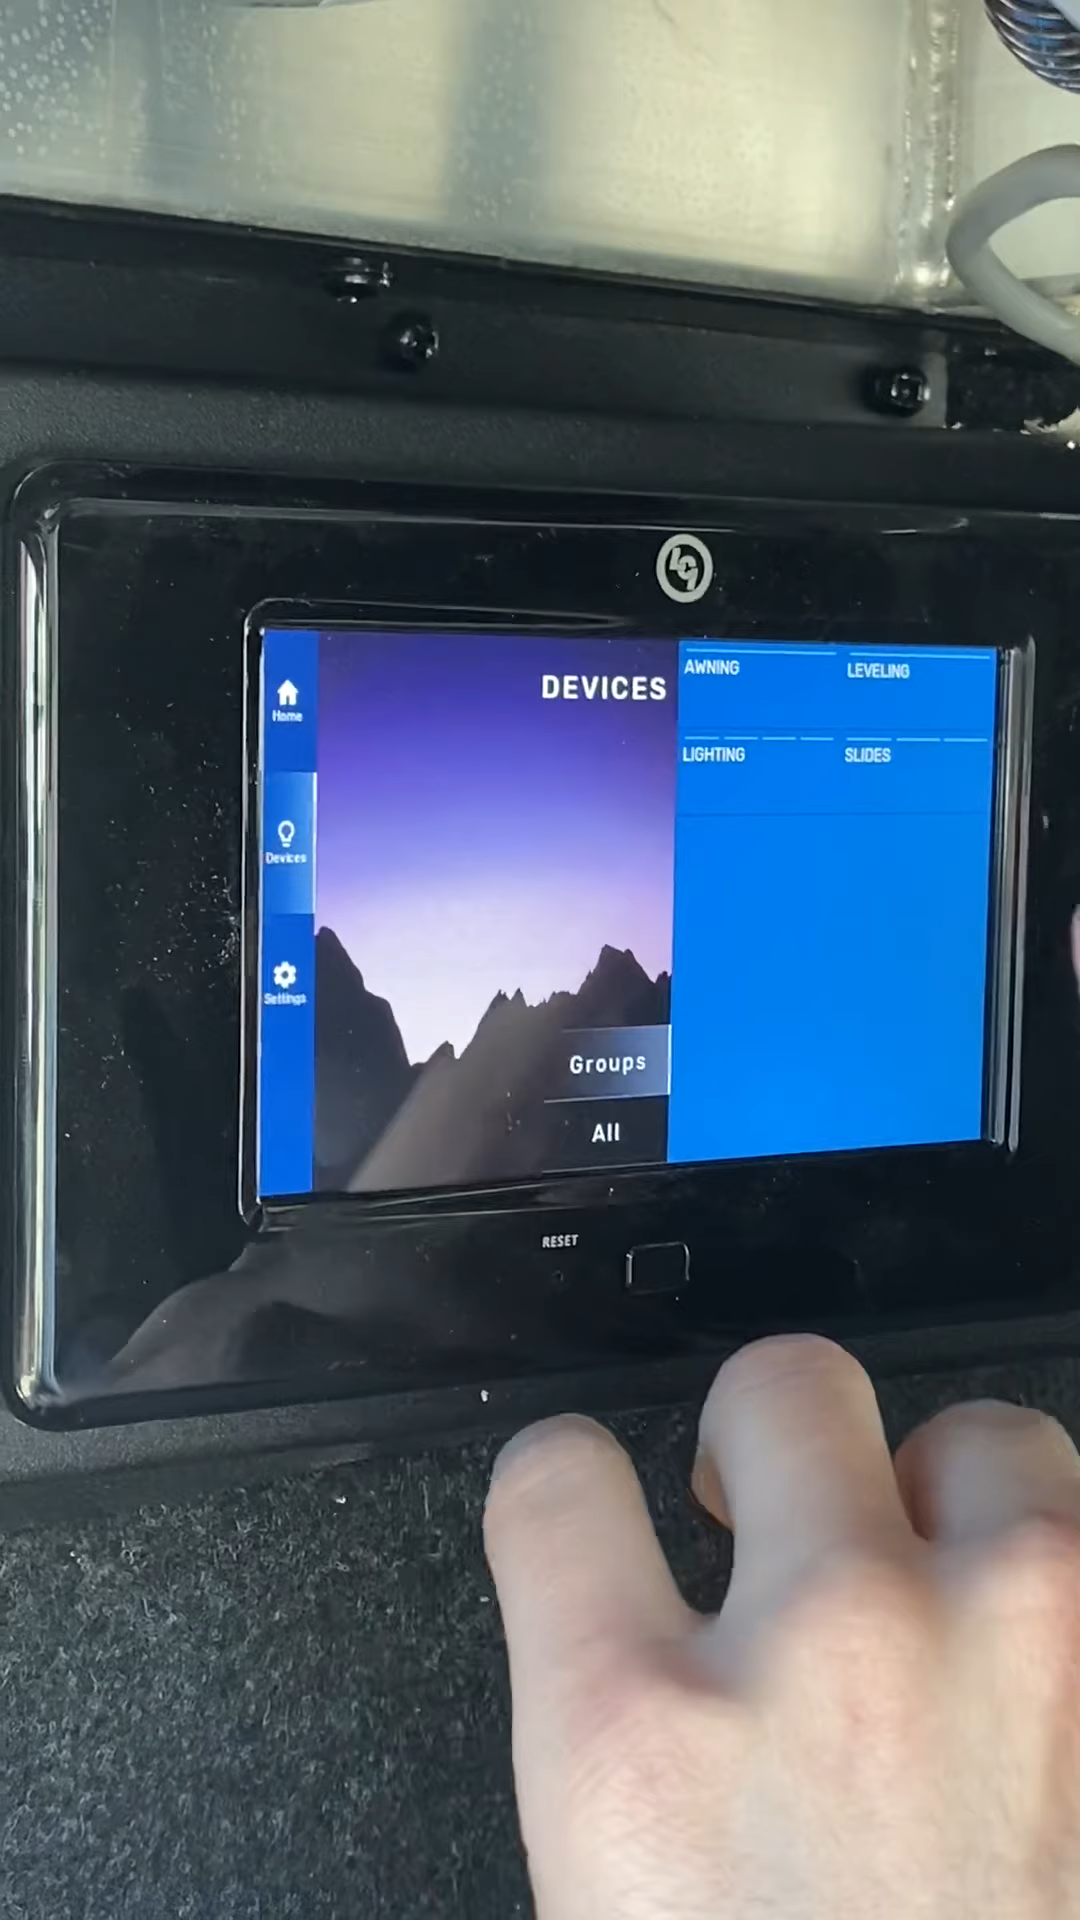 DEVICES
AWNING
LEVELING
Home
LIGHTING
SLIDES
Devices
Settings
Groups
All
RESET